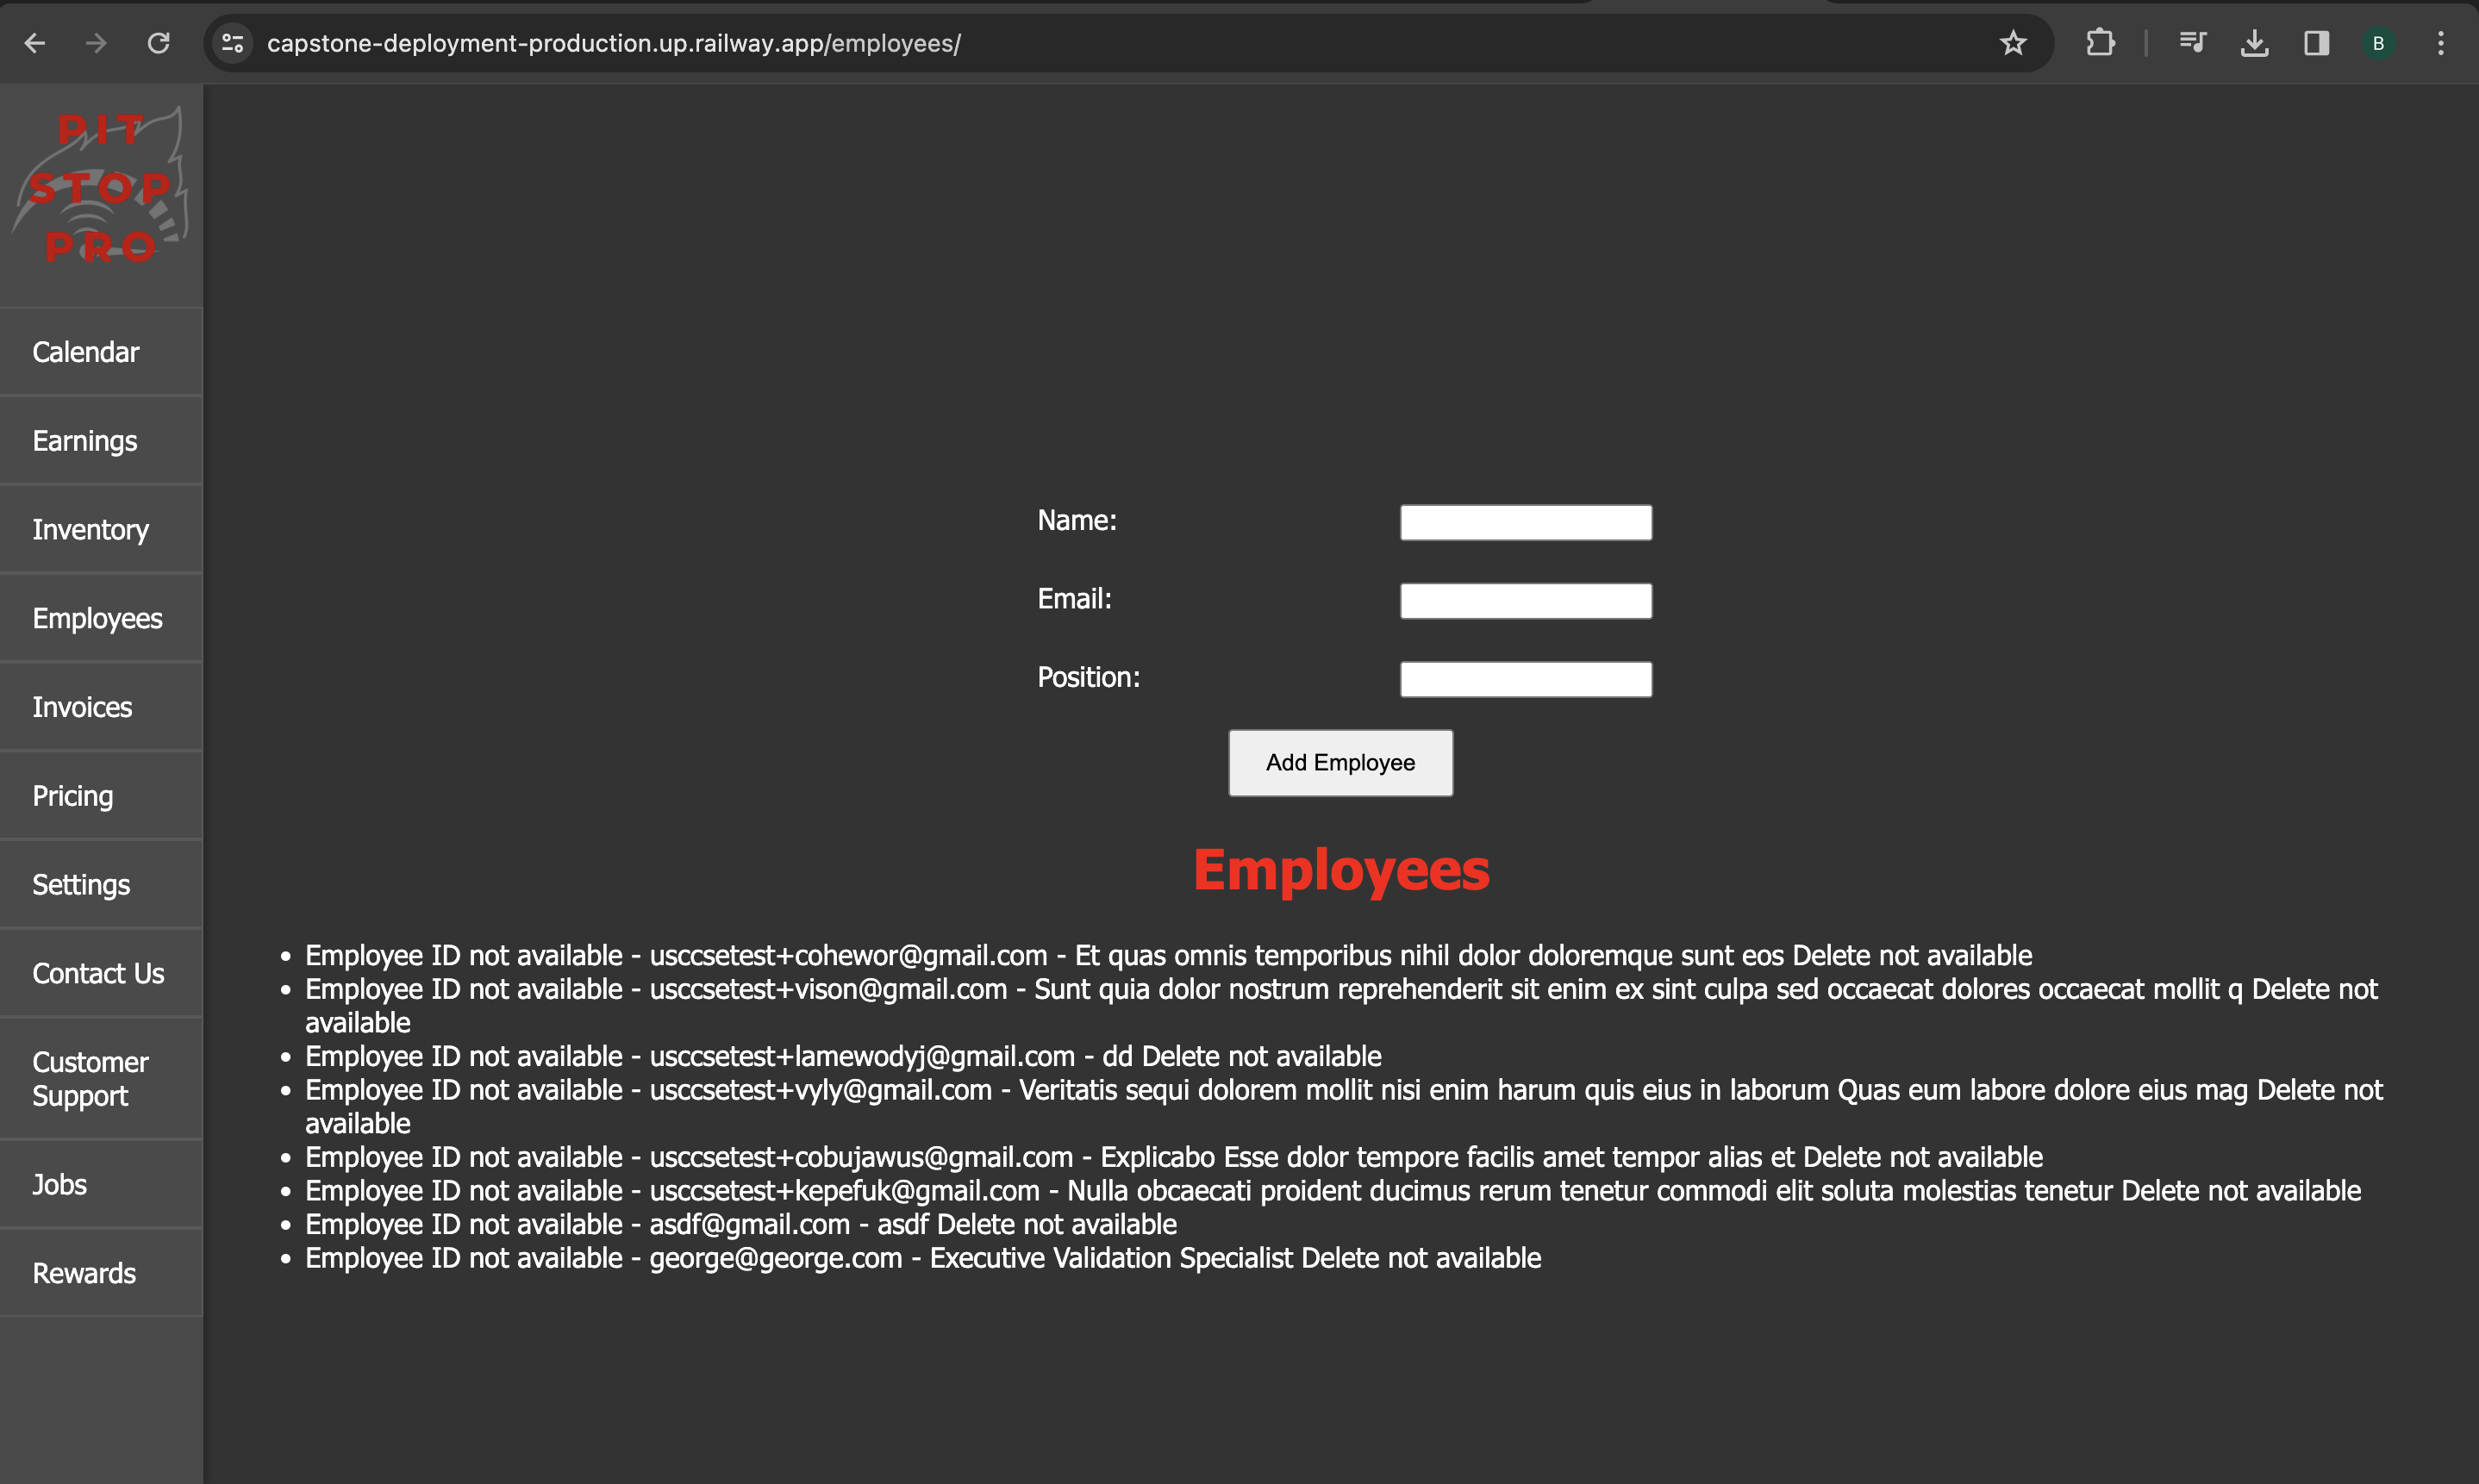 capstone-deployment-production.up.railway.app/employees/
B
PIT
STOP
PRO
Calendar
Earnings
Inventory
Employees
Invoices
Pricing
Settings
Contact Us
Customer
Support
Jobs
Rewards
Name:
Email:
Position:
Add Employee
Employees
• Employee ID not available - usccsetest+cohewor@gmail.com - Et quas omnis temporibus nihil dolor doloremque sunt eos Delete not available
• Employee ID not available - usccsetest+vison@gmail.com - Sunt quia dolor nostrum reprehenderit sit enim ex sint culpa sed occaecat dolores occaecat mollit q Delete not
available
• Employee ID not available - usccsetest+lamewodyj@gmail.com - dd Delete not available
• Employee ID not available - usccsetest+vyly@gmail.com - Veritatis sequi dolorem mollit nisi enim harum quis eius in laborum Quas eum labore dolore eius mag Delete not
available
• Employee ID not available - usccsetest+cobujawus@gmail.com - Explicabo Esse dolor tempore facilis amet tempor alias et Delete not available
• Employee ID not available - usccsetest+kepefuk@gmail.com - Nulla obcaecati proident ducimus rerum tenetur commodi elit soluta molestias tenetur Delete not available
• Employee ID not available - asdf@gmail.com - asdf Delete not available
• Employee ID not available - george@george.com - Executive Validation Specialist Delete not available